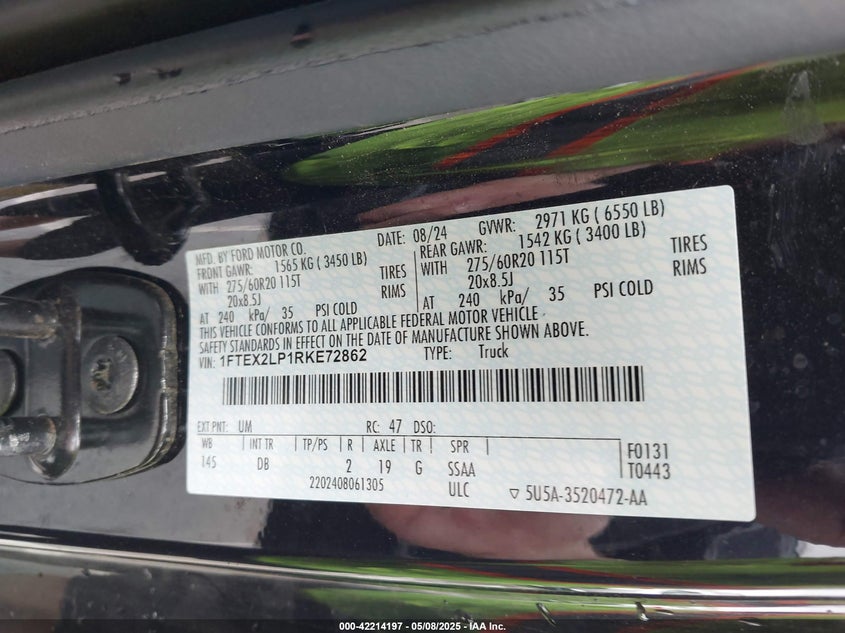 MFD. BY FORD MOTOR CO.
DATE: 08/24 GVWR: 2971 KG ( 6550 LB)
FRONT GAWR: 1565 KG ( 3450 LB)
WITH 275/60R20 115T TIRES
20x8.5J RIMS
AT 240 kPa/ 35 PSI COLD
REAR GAWR: 1542 KG ( 3400 LB)
WITH 275/60R20 115T TIRES
20x8.5J RIMS
AT 240 kPa/ 35 PSI COLD
THIS VEHICLE CONFORMS TO ALL APPLICABLE FEDERAL MOTOR VEHICLE
SAFETY STANDARDS IN EFFECT ON THE DATE OF MANUFACTURE SHOWN ABOVE.
VIN: 1FTEX2LP1RKE72862 TYPE: Truck
EXT PNT: UM RC: 47 DSO:
WB INT TR TP/PS R AXLE TR SPR
145 DB 2 19 G SSAA
F0131
T0443
2202408061305 ULC ▽ 5U5A-3520472-AA
000-42214197 - 05/08/2025 - IAA Inc.